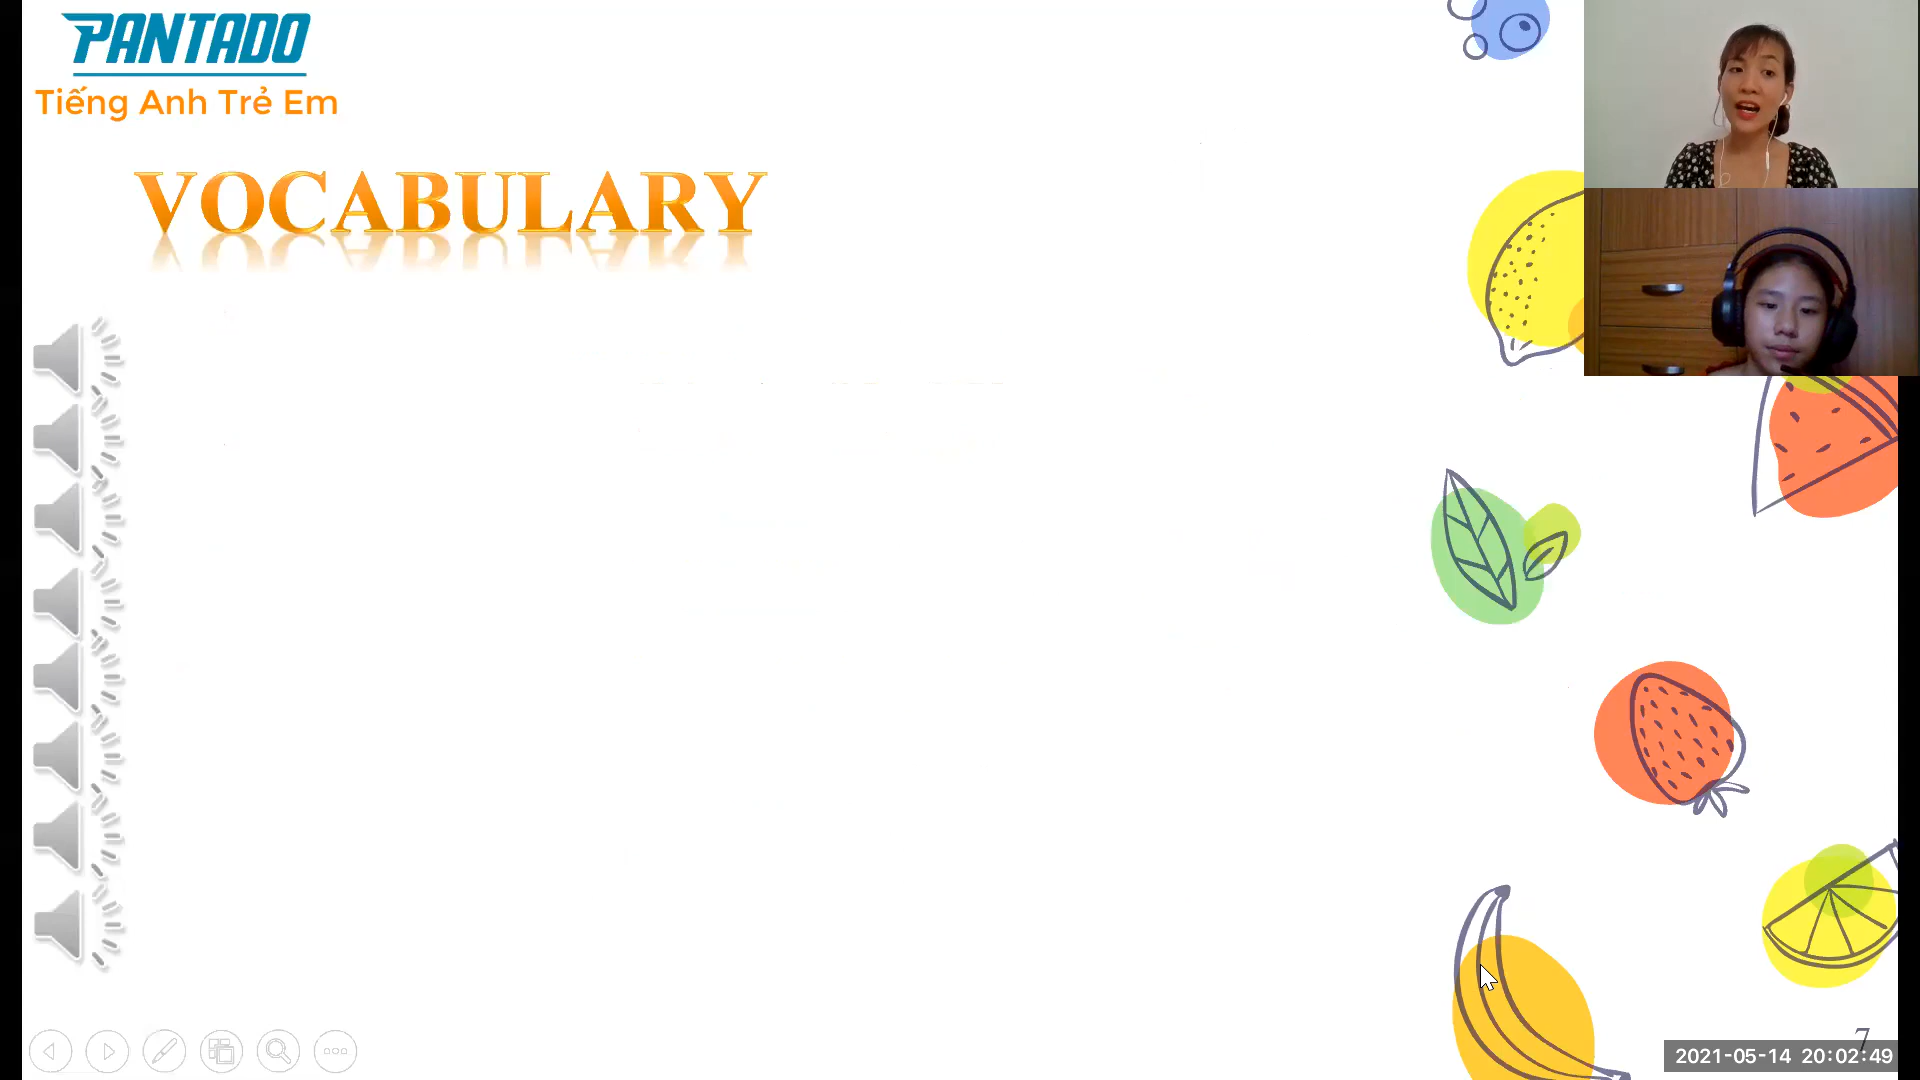 PANTADO
Tiếng Anh Trẻ Em
VOCABULARY
7
2021-05-14 20:02:49